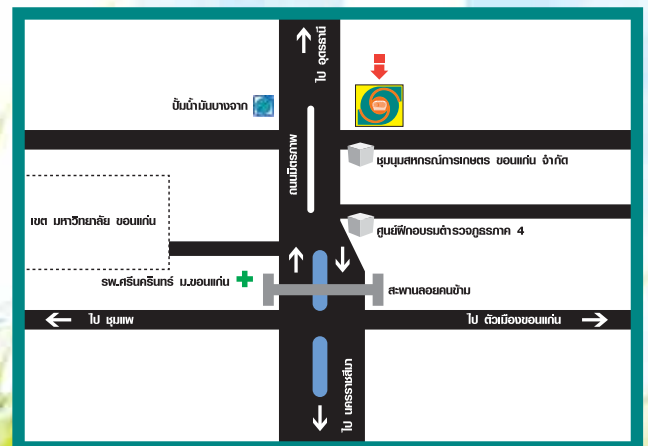 ไป อุดรธานี
ปั้มน้ำมันบางจาก
ถนนมิตรภาพ
ชุมนุมสหกรณ์การเกษตร ขอนแก่น จำกัด
เขต มหาวิทยาลัย ขอนแก่น
ศูนย์ฝึกอบรมตำรวจภูธรภาค 4
รพ.ศรีนครินทร์ ม.ขอนแก่น
สะพานลอยคนข้าม
ไป ชุมแพ
ไป ตัวเมืองขอนแก่น
ไป นครราชสีมา